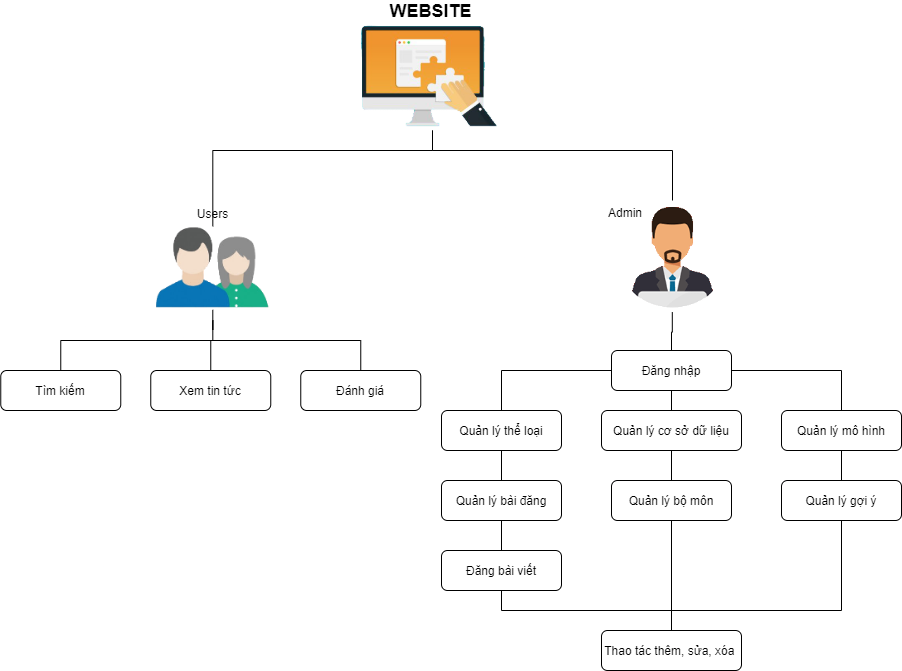 WEBSITE
Users
Admin
Đăng nhập
Tìm kiếm
Xem tin tức
Đánh giá
Quản lý thể loại
Quản lý cơ sở dữ liệu
Quản lý mô hình
Quản lý bài đăng
Quản lý bộ môn
Quản lý gợi ý
Đăng bài viết
Thao tác thêm, sửa, xóa